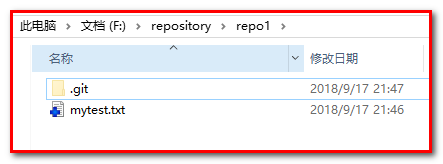 此电脑 > 文档 (F:) > repository > repo1 >
名称 修改日期
.git 2018/9/17 21:47
mytest.txt 2018/9/17 21:46